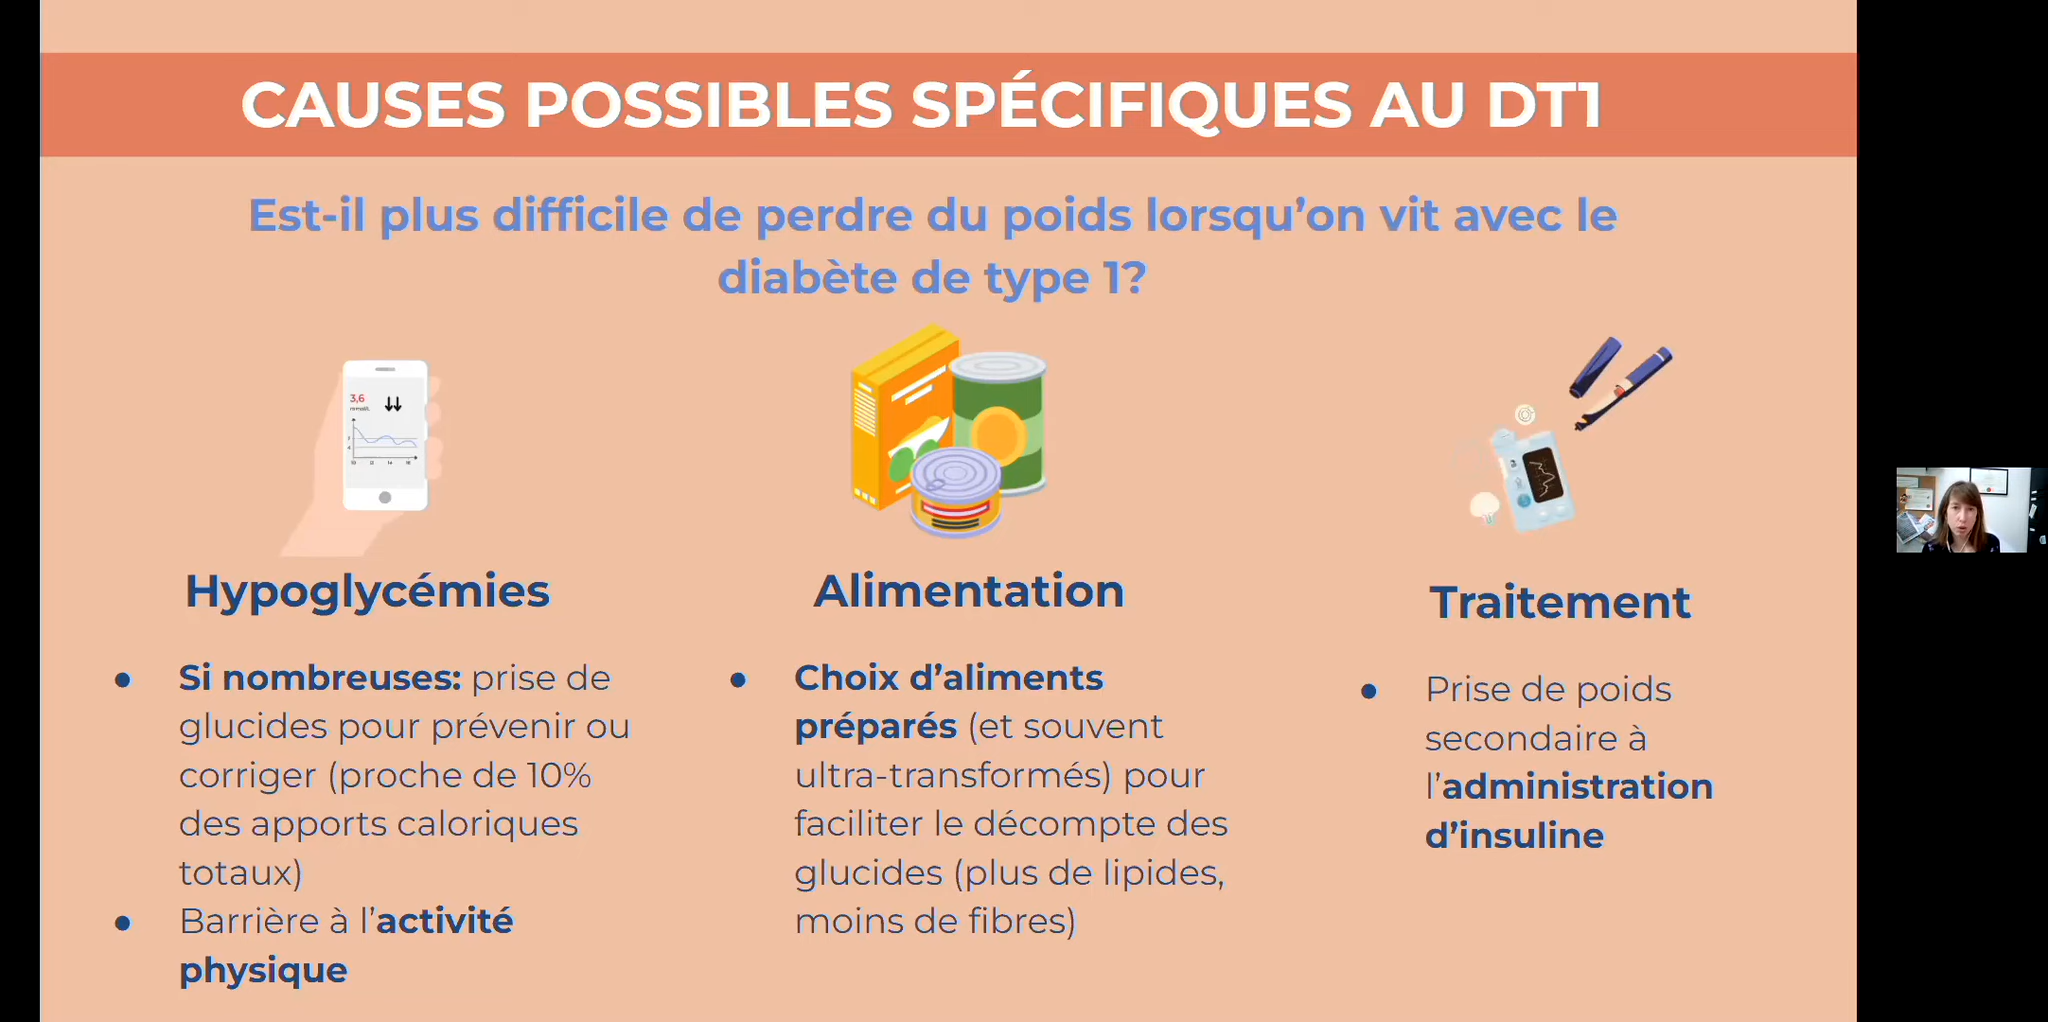 CAUSES POSSIBLES SPÉCIFIQUES AU DT1
Est-il plus difficile de perdre du poids lorsqu'on vit avec le
diabète de type 1?
3,6
Hypoglycémies
Si nombreuses: prise de
glucides pour prévenir ou
corriger (proche de 10%
des apports caloriques
totaux)
Barrière à l'activité
physique
Alimentation
Choix d'aliments
préparés (et souvent
ultra-transformés) pour
faciliter le décompte des
glucides (plus de lipides,
moins de fibres)
Traitement
Prise de poids
secondaire à
l'administration
d'insuline